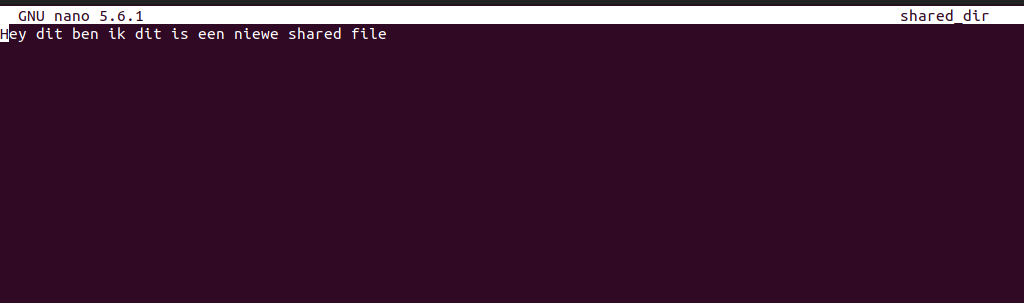 GNU nano 5.6.1 shared_dir
Hey dit ben ik dit is een niewe shared file